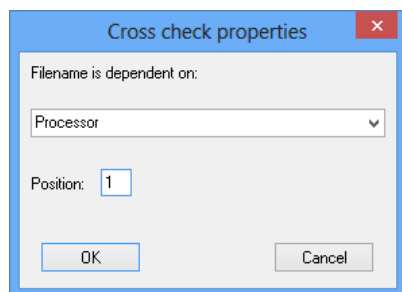 Cross check properties
Filename is dependent on:
Processor
Position: 1
OK Cancel